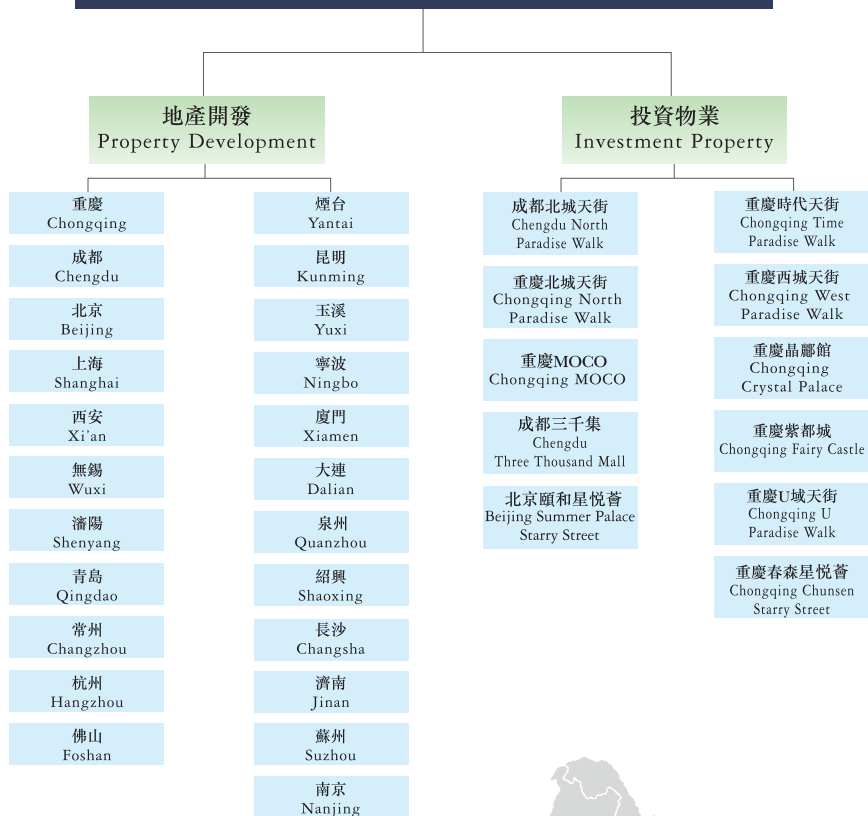 地產開發
Property Development
重慶
Chongqing
成都
Chengdu
北京
Beijing
上海
Shanghai
西安
Xi'an
無錫
Wuxi
瀋陽
Shenyang
青島
Qingdao
常州
Changzhou
杭州
Hangzhou
佛山
Foshan
煙台
Yantai
昆明
Kunming
玉溪
Yuxi
寧波
Ningbo
廈門
Xiamen
大連
Dalian
泉州
Quanzhou
紹興
Shaoxing
長沙
Changsha
濟南
Jinan
蘇州
Suzhou
南京
Nanjing
投資物業
Investment Property
成都北城天街
Chengdu North
Paradise Walk
重慶北城天街
Chongqing North
Paradise Walk
重慶MOCO
Chongqing MOCO
成都三千集
Chengdu
Three Thousand Mall
北京頤和星悅薈
Beijing Summer Palace
Starry Street
重慶時代天街
Chongqing Time
Paradise Walk
重慶西城天街
Chongqing West
Paradise Walk
重慶晶酈館
Chongqing
Crystal Palace
重慶紫都城
Chongqing Fairy Castle
重慶U城天街
Chongqing U
Paradise Walk
重慶春森星悅薈
Chongqing Chunsen
Starry Street